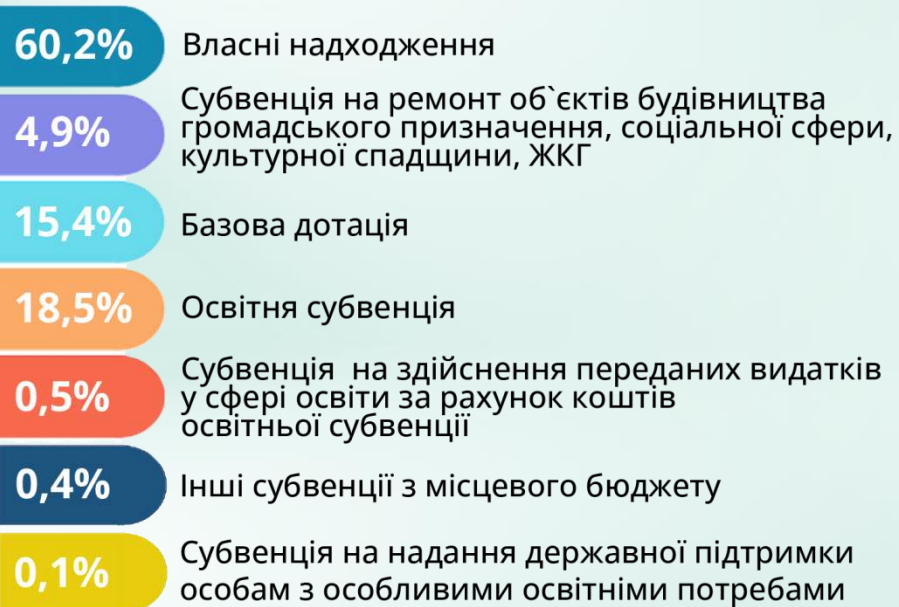 60,2% Власні надходження
4,9% Субвенція на ремонт об`єктів будівництва
громадського призначення, соціальної сфери,
культурної спадщини, ЖКГ
15,4% Базова дотація
18,5% Освітня субвенція
0,5% Субвенція на здійснення переданих видатків
у сфері освіти за рахунок коштів
освітньої субвенції
0,4% Інші субвенції з місцевого бюджету
0,1% Субвенція на надання державної підтримки
особам з особливими освітніми потребами